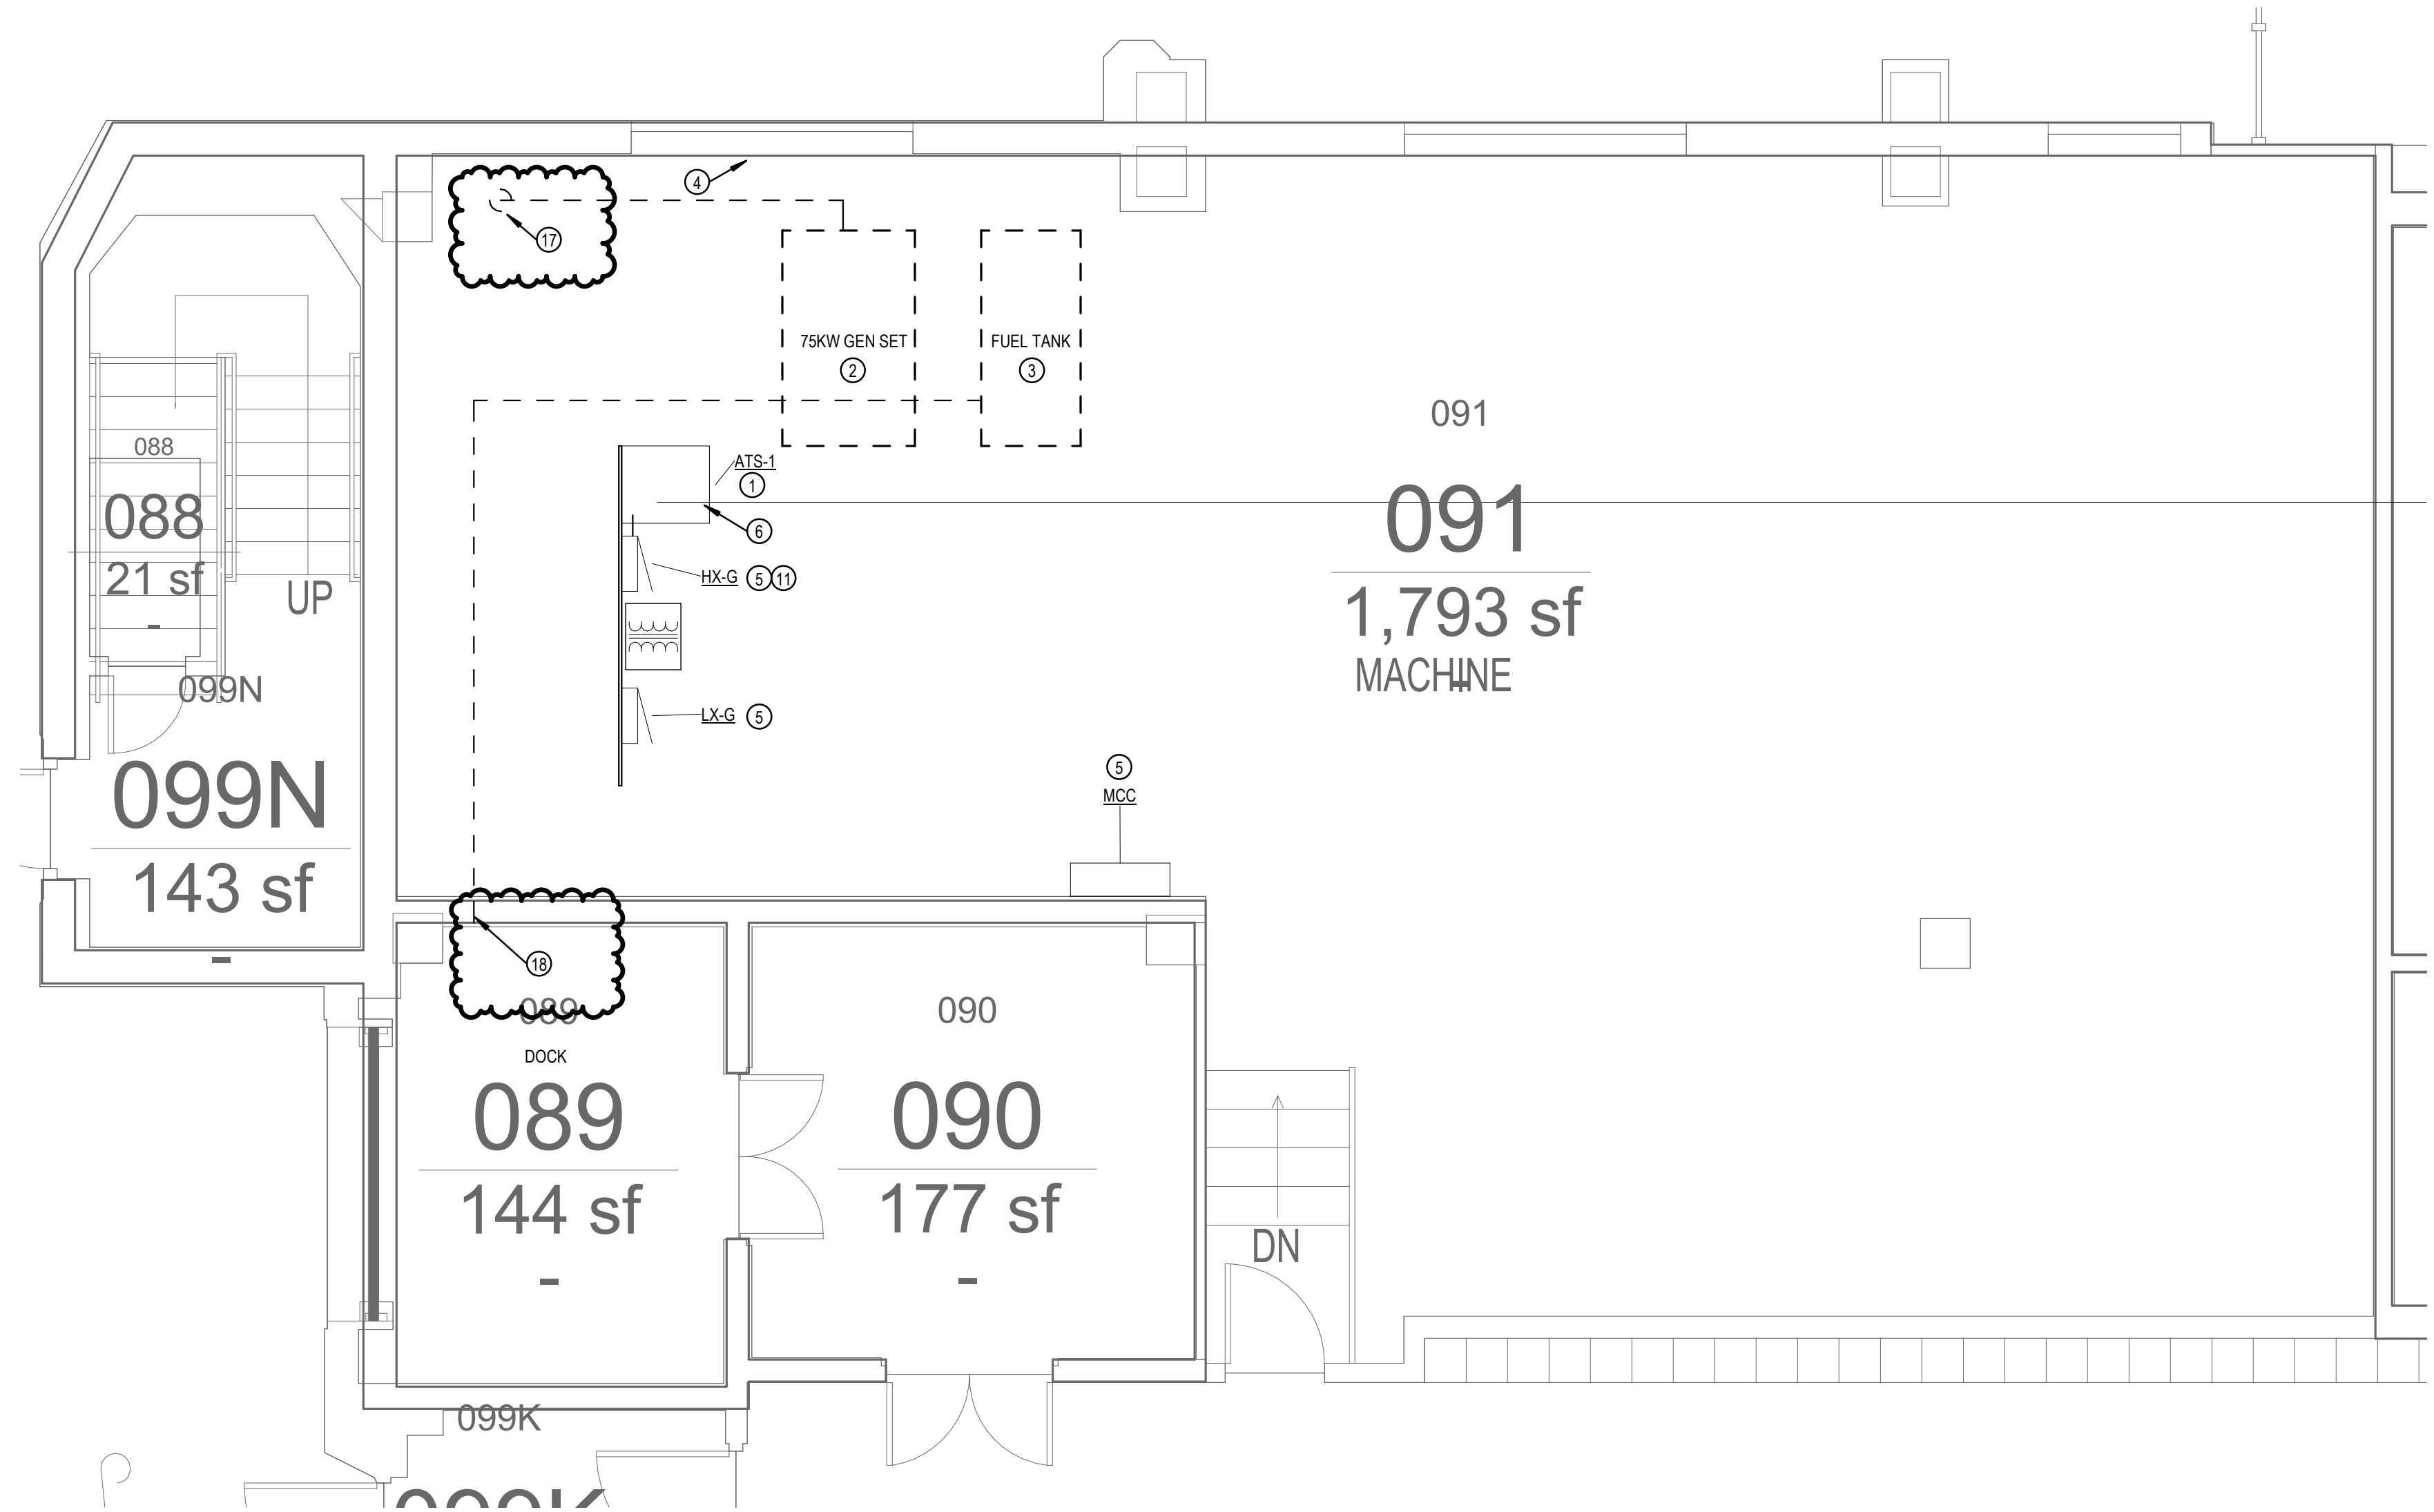 4
17
75KW GEN SET
2
FUEL TANK
3
091
088
ATS-1
1
091
088
6
21 sf
UP
HX-G 5 11
1,793 sf
-
MACHINE
-
099N
LX-G 5
5
MCC
099N
143 sf
-
18
089
090
DOCK
089
090
144 sf
177 sf
DN
-
-
099K
099K